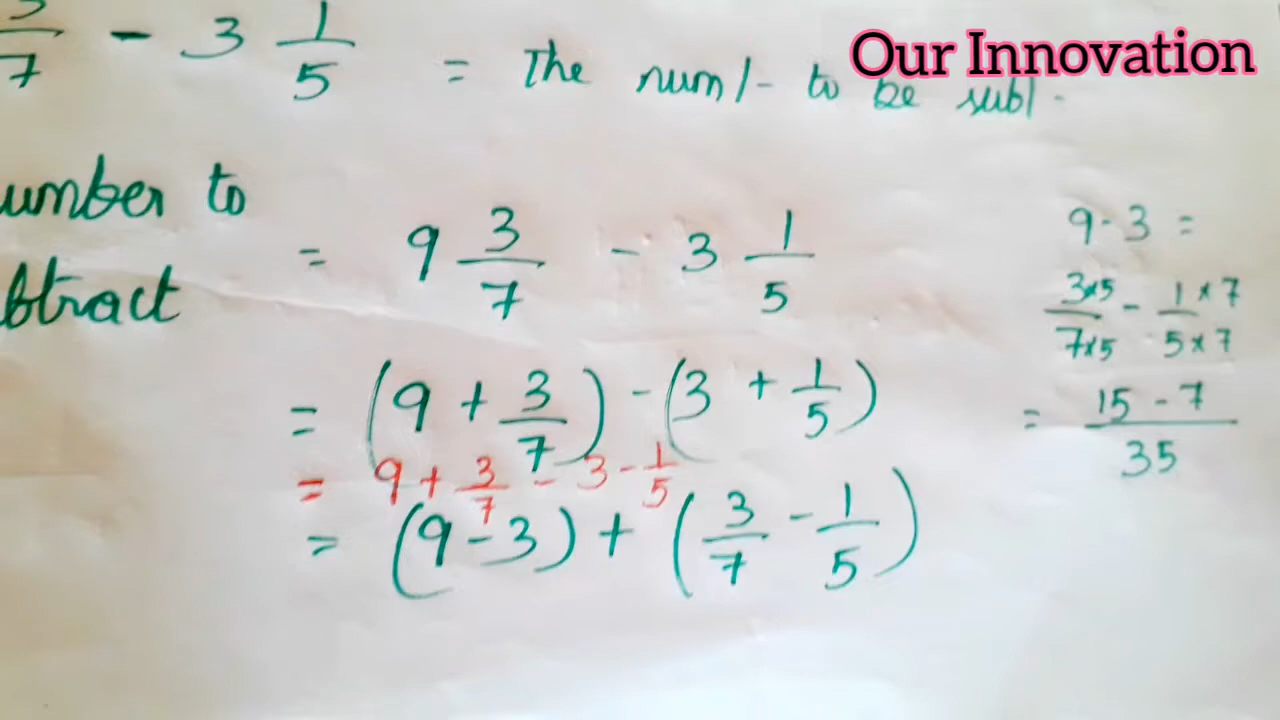 Our Innovation
3/7 - 3 1/5 = The num/- to be subt.
umber to
btract
= 9 3/7 - 3 1/5
= (9 + 3/7) - (3 + 1/5)
= 9 + 3/7 - 3 - 1/5
= (9 - 3) + (3/7 - 1/5)
9 - 3 =
3×5/7×5 - 1×7/5×7
= 15 - 7/35